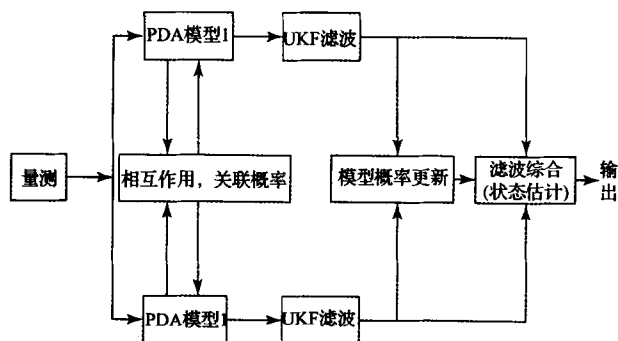 PDA模型1
UKF滤波
量测
相互作用，关联概率
模型概率更新
滤波综合
(状态估计)
输
出
PDA模型1
UKF滤波